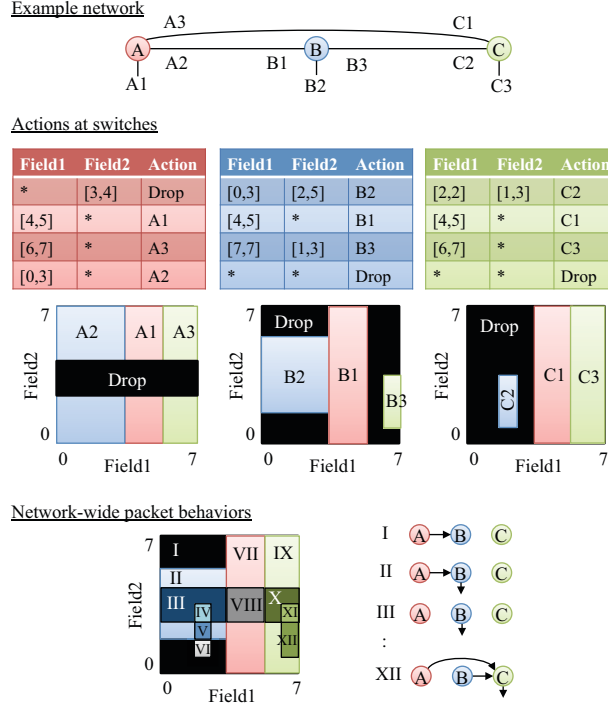 Example network
A3 C1
A B C
A2 B1 B3 C2
A1 B2 C3
Actions at switches
Field1 Field2 Action
* [3,4] Drop
[4,5] * A1
[6,7] * A3
[0,3] * A2
Field1 Field2 Action
[0,3] [2,5] B2
[4,5] * B1
[7,7] [1,3] B3
* * Drop
Field1 Field2 Action
[2,2] [1,3] C2
[4,5] * C1
[6,7] * C3
* * Drop
7
A2 A1 A3
Drop
Field2
0
0 7
Field1
7
Drop
B2 B1
B3
Field2
0
0 7
Field1
7
Drop
C2 C1 C3
Field2
0
0 7
Field1
Network-wide packet behaviors
7
I VII IX
II
III IV VIII X XI
V
VI XII
Field2
0
0 7
Field1
I A B C
II A B C
III A B C
:
XII A B C